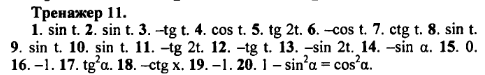 Тренажер 11.
1. sin t. 2. sin t. 3. –tg t. 4. cos t. 5. tg 2t. 6. –cos t. 7. ctg t. 8. sin t.
9. sin t. 10. sin t. 11. –tg 2t. 12. –tg t. 13. –sin 2t. 14. –sin α. 15. 0.
16. –1. 17. tg²α. 18. –ctg x. 19. –1. 20. 1 – sin²α = cos²α.